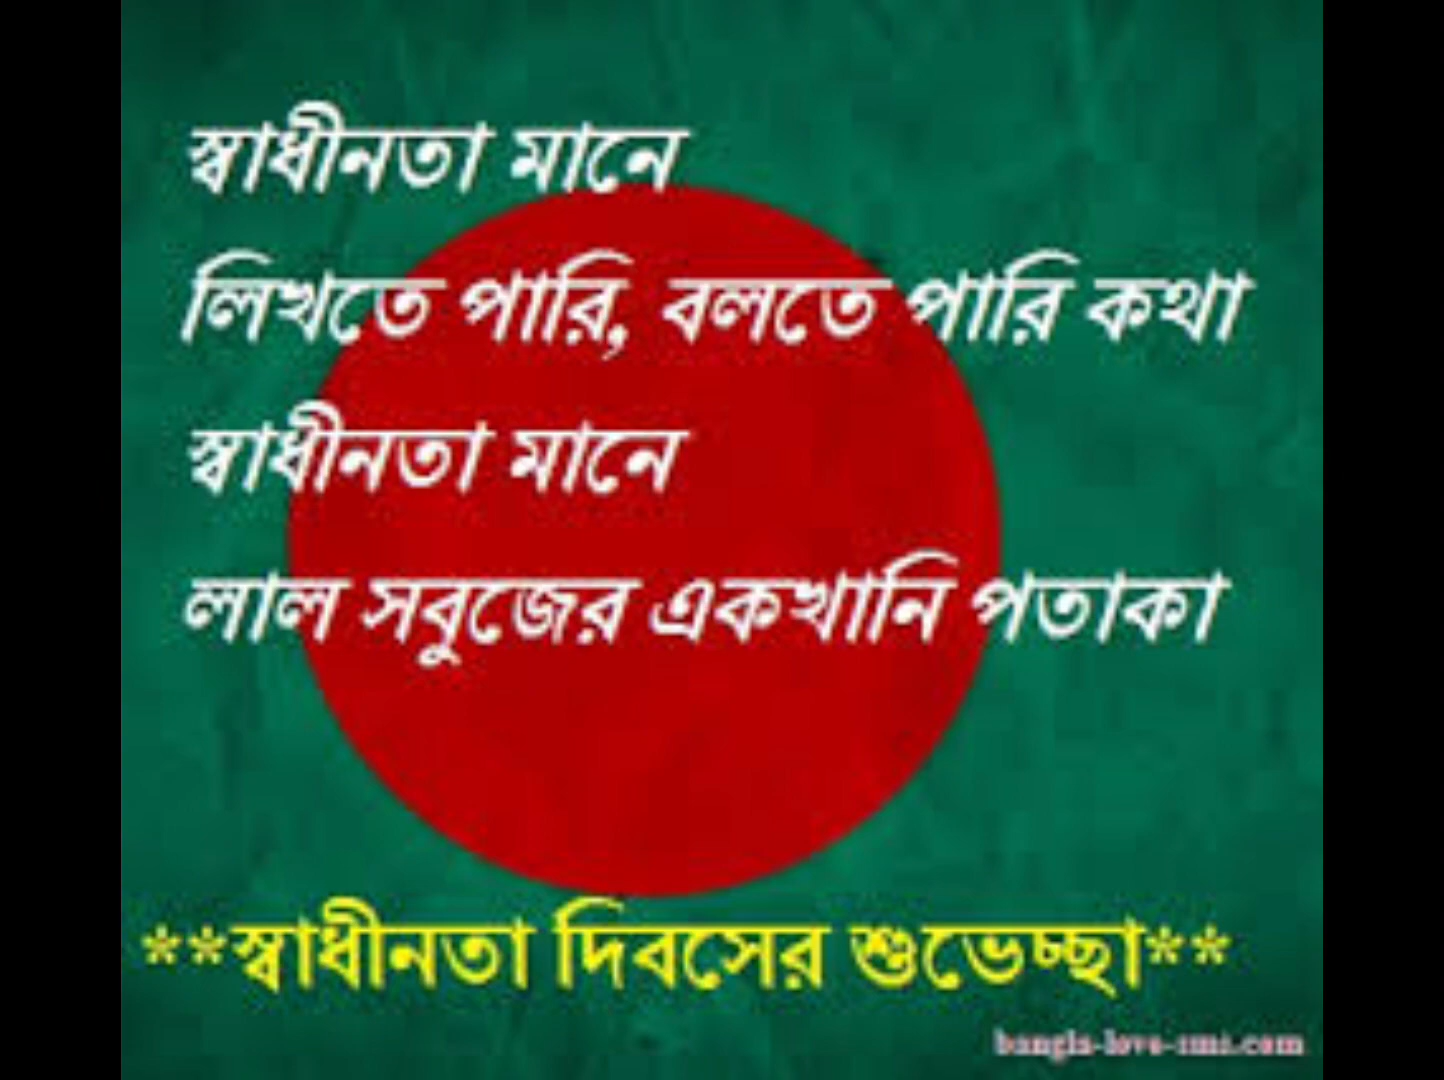 স্বাধীনতা মানে
লিখতে পারি, বলতে পারি কথা
স্বাধীনতা মানে
লাল সবুজের একখানি পতাকা
**স্বাধীনতা দিবসের শুভেচ্ছা**
bangla-love-sms.com